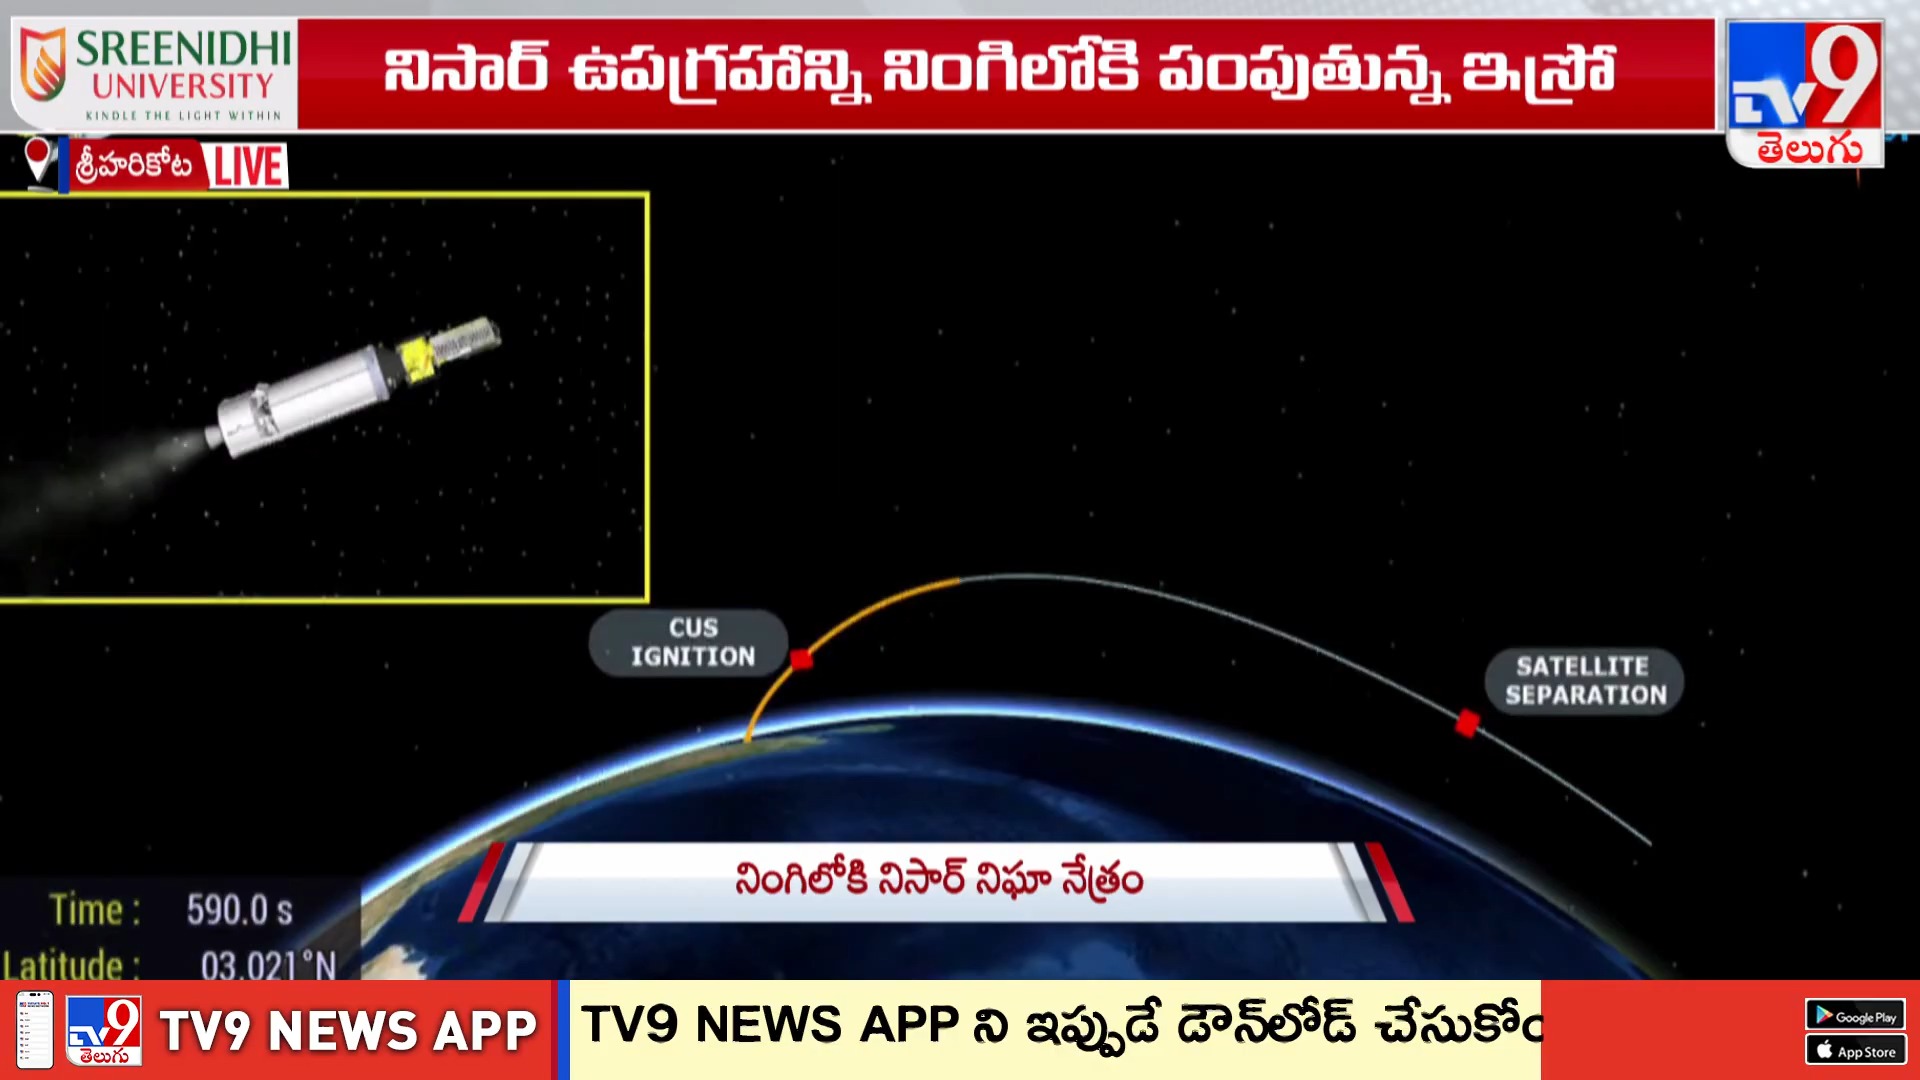 SREENIDHI
UNIVERSITY
KINDLE THE LIGHT WITHIN
నిసార్ ఉపగ్రహాన్ని నింగిలోకి పంపుతున్న ఇస్రో
TV9
తెలుగు
శ్రీహరికోట LIVE
CUS
IGNITION
SATELLITE
SEPARATION
నింగిలోకి నిసార్ నిఘా నేత్రం
Time : 590.0 s
Latitude : 03.021°N
TV9
తెలుగు
TV9 NEWS APP
TV9 NEWS APP ని ఇప్పుడే డౌన్‌లోడ్ చేసుకోం
Google Play
App Store